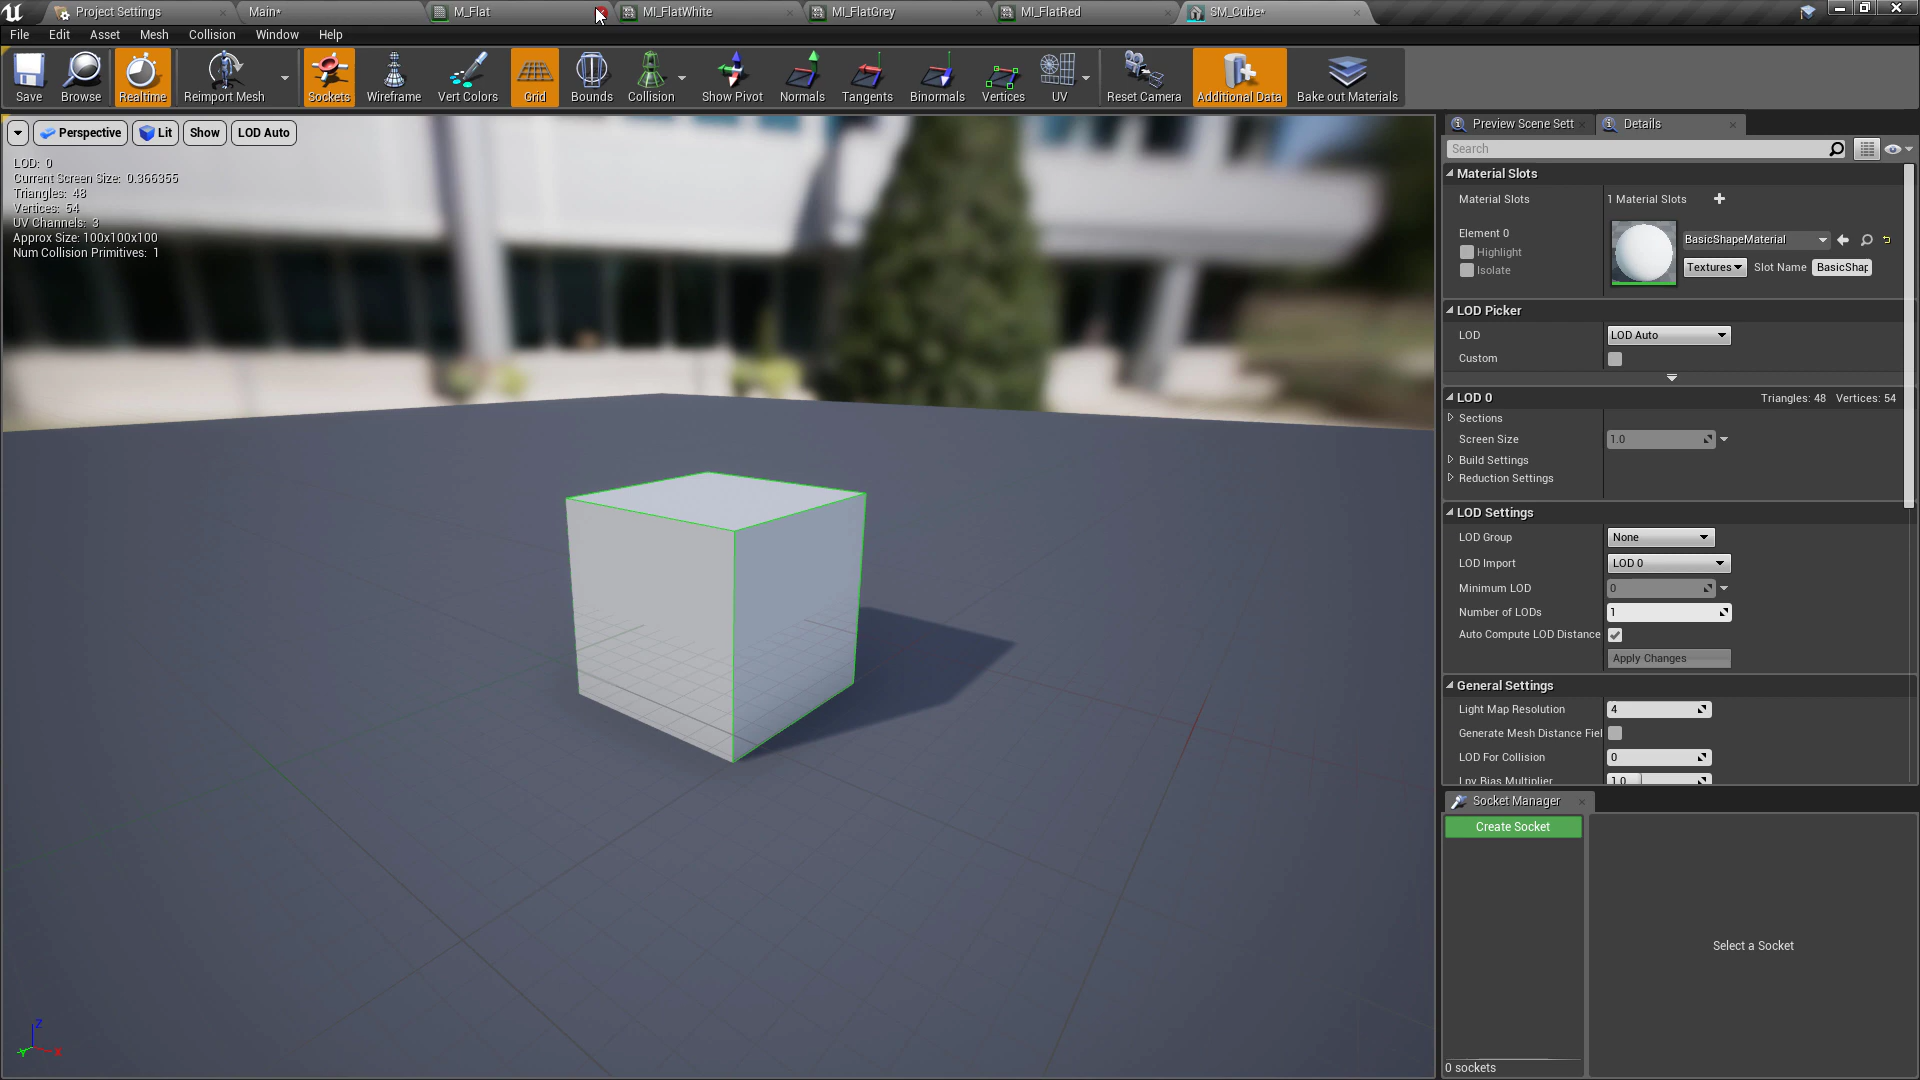 Project Settings Main* M_Flat MI_FlatWhite MI_FlatGrey MI_FlatRed SM_Cube*
File Edit Asset Mesh Collision Window Help
Save Browse Realtime Reimport Mesh Sockets Wireframe Vert Colors Grid Bounds Collision Show Pivot Normals Tangents Binormals Vertices UV Reset Camera Additional Data Bake out Materials
Perspective Lit Show LOD Auto
LOD: 0
Current Screen Size: 0.366355
Triangles: 48
Vertices: 54
UV Channels: 3
Approx Size: 100x100x100
Num Collision Primitives: 1
Z
Y
X
Preview Scene Sett Details
Search
Material Slots
Material Slots 1 Material Slots
Element 0
Highlight
Isolate
BasicShapeMaterial
Textures Slot Name BasicShap
LOD Picker
LOD LOD Auto
Custom
LOD 0 Triangles: 48 Vertices: 54
Sections
Screen Size 1.0
Build Settings
Reduction Settings
LOD Settings
LOD Group None
LOD Import LOD 0
Minimum LOD 0
Number of LODs 1
Auto Compute LOD Distance
Apply Changes
General Settings
Light Map Resolution 4
Generate Mesh Distance Fiel
LOD For Collision 0
Lpv Bias Multiplier 1.0
Socket Manager
Create Socket
Select a Socket
0 sockets